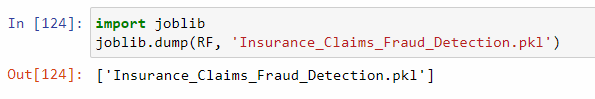 In [124]: import joblib
joblib.dump(RF, 'Insurance_Claims_Fraud_Detection.pkl')
Out[124]: ['Insurance_Claims_Fraud_Detection.pkl']